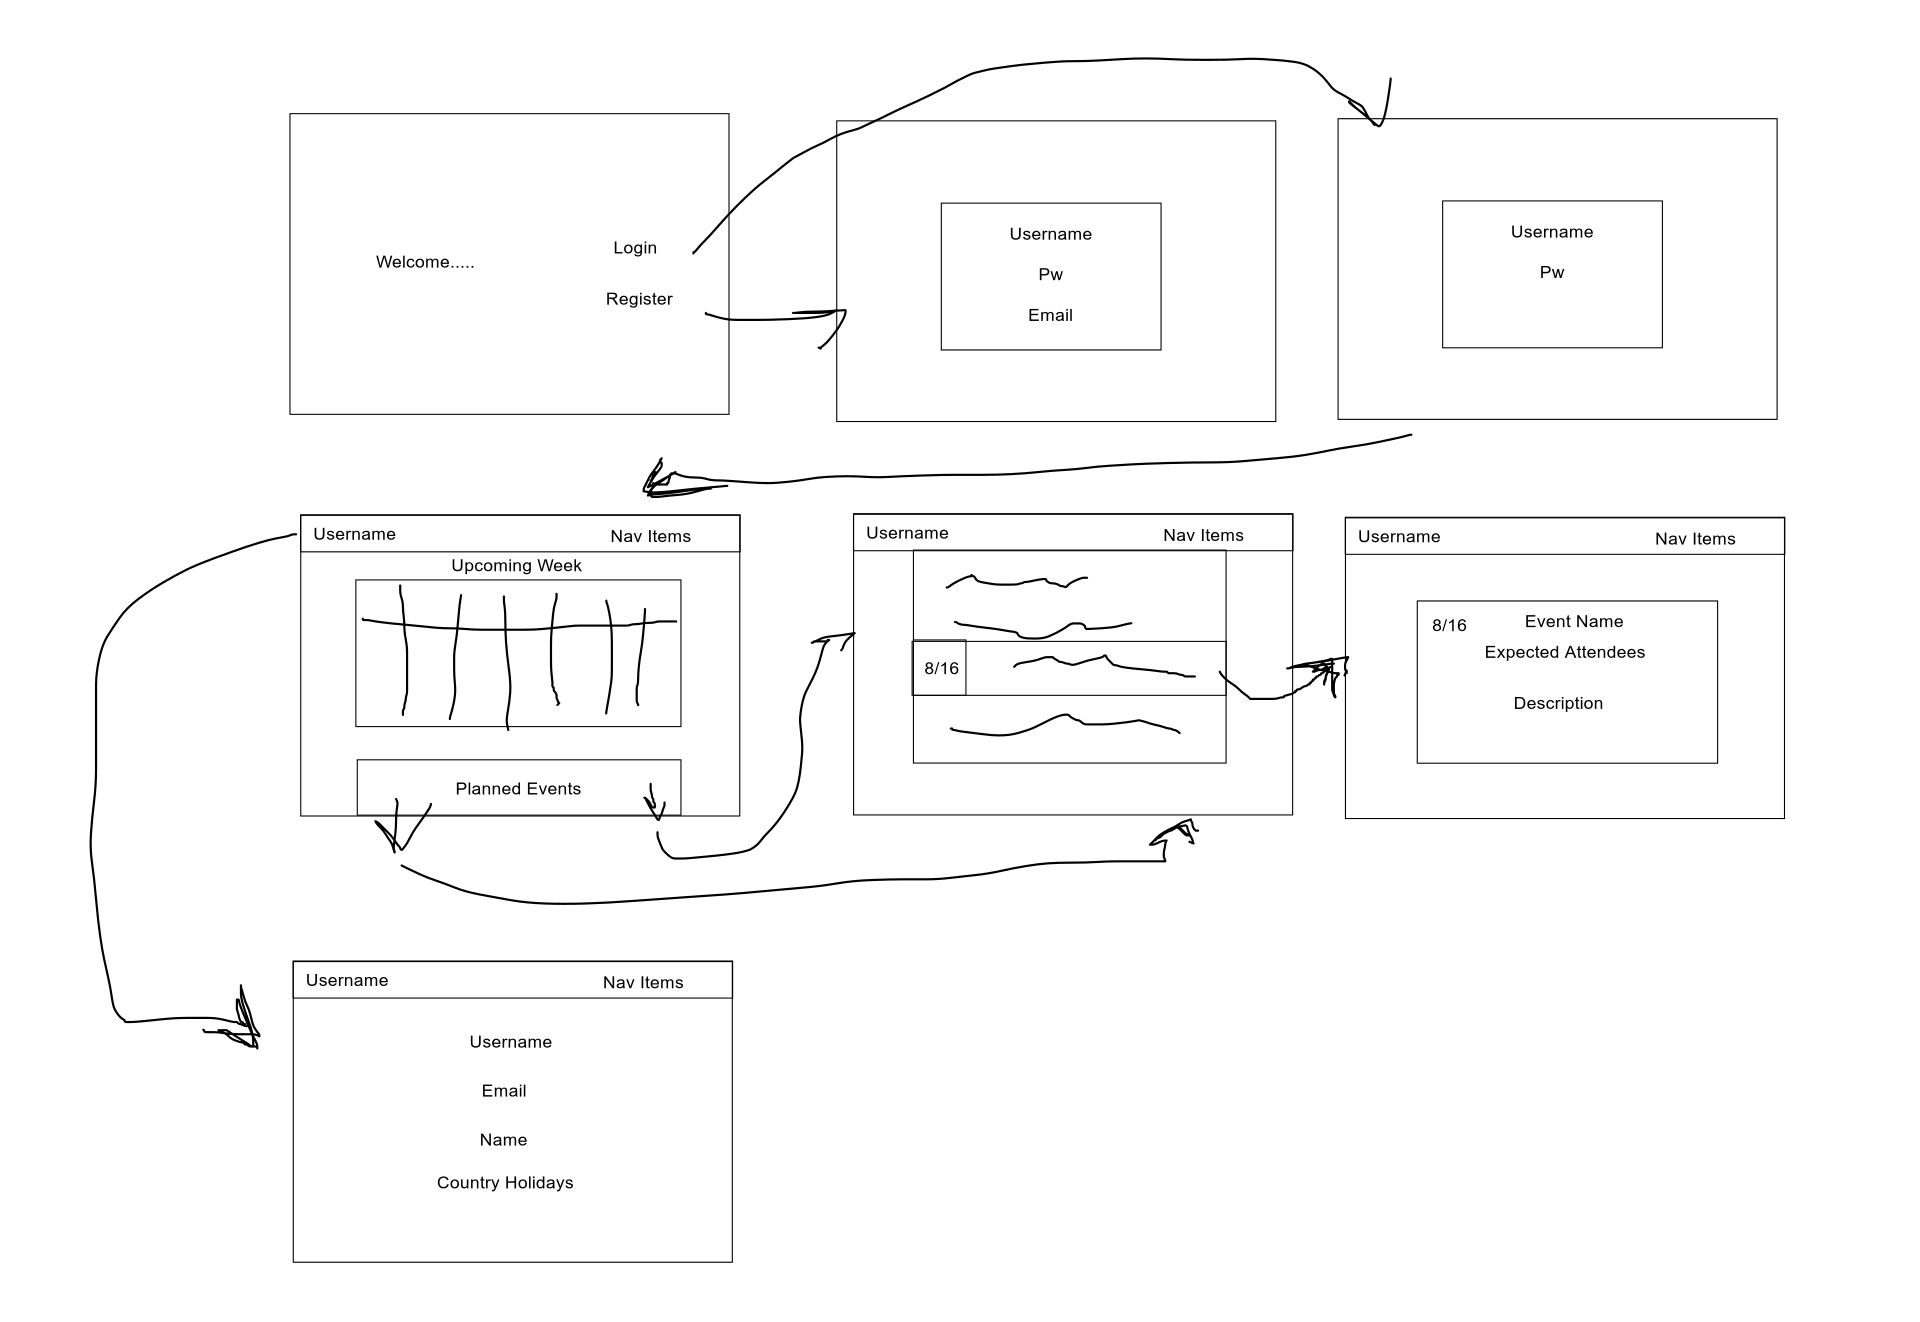 Welcome.....
Login
Register
Username
Pw
Email
Username
Pw
Username
Nav Items
Upcoming Week
Planned Events
Username
Nav Items
8/16
Username
Nav Items
8/16
Event Name
Expected Attendees
Description
Username
Nav Items
Username
Email
Name
Country Holidays